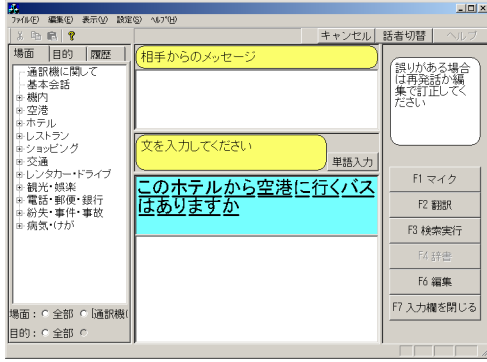 ファイル(F) 編集(E) 表示(V) 設定(S) ヘルプ(H)
キャンセル 話者切替 ヘルプ
場面 目的 履歴
通訳機に関して
基本会話
機内
空港
ホテル
レストラン
ショッピング
交通
レンタカー・ドライブ
観光・娯楽
電話・郵便・銀行
紛失・事件・事故
病気・けが
場面: 全部 通訳機(
目的: 全部
相手からのメッセージ
文を入力してください
単語入力
このホテルから空港に行くバス
はありますか
誤りがある場合
は再発話か編
集で訂正してく
ださい
F1 マイク
F2 翻訳
F3 検索実行
F4 辞書
F6 編集
F7 入力欄を閉じる